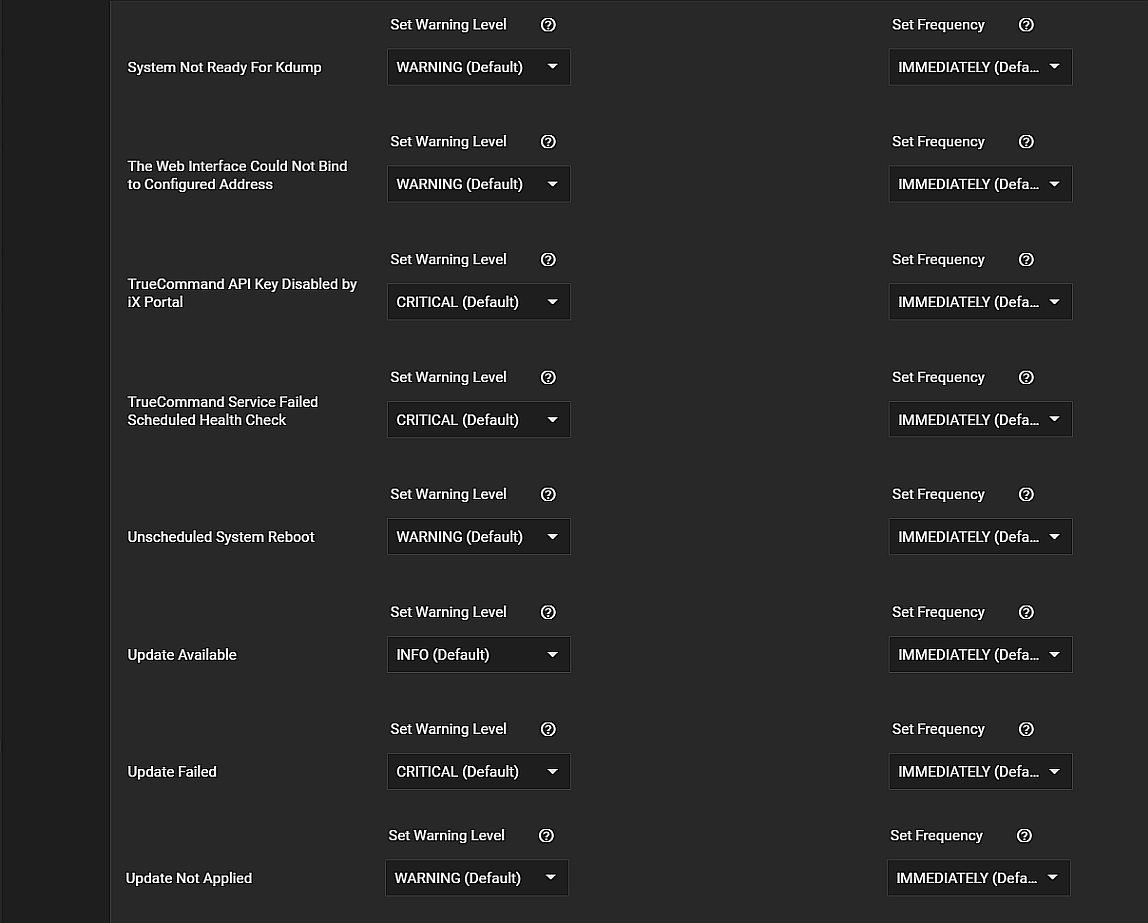 Set Warning Level Set Frequency
System Not Ready For Kdump WARNING (Default) IMMEDIATELY (Defa...
Set Warning Level Set Frequency
The Web Interface Could Not Bind
to Configured Address WARNING (Default) IMMEDIATELY (Defa...
Set Warning Level Set Frequency
TrueCommand API Key Disabled by
iX Portal CRITICAL (Default) IMMEDIATELY (Defa...
Set Warning Level Set Frequency
TrueCommand Service Failed
Scheduled Health Check CRITICAL (Default) IMMEDIATELY (Defa...
Set Warning Level Set Frequency
Unscheduled System Reboot WARNING (Default) IMMEDIATELY (Defa...
Set Warning Level Set Frequency
Update Available INFO (Default) IMMEDIATELY (Defa...
Set Warning Level Set Frequency
Update Failed CRITICAL (Default) IMMEDIATELY (Defa...
Set Warning Level Set Frequency
Update Not Applied WARNING (Default) IMMEDIATELY (Defa...